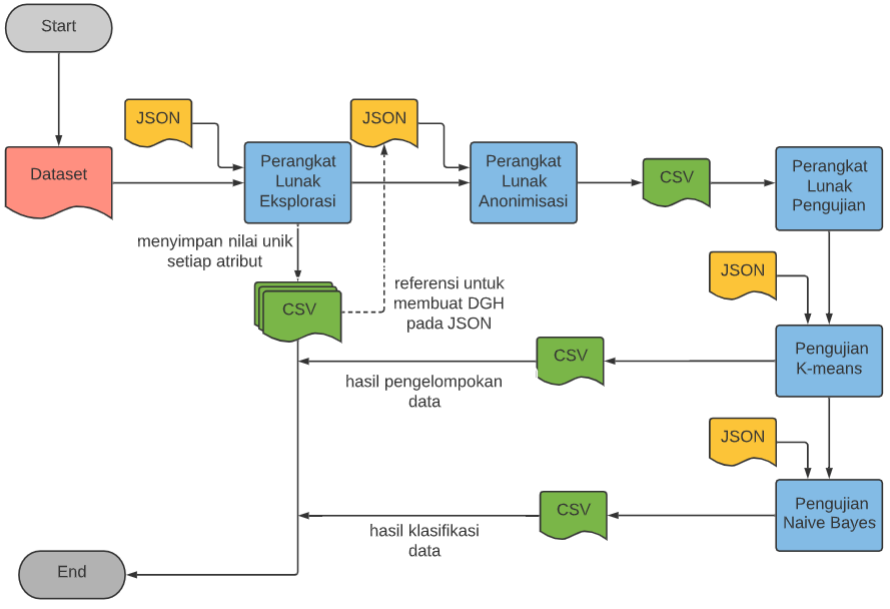 Start
JSON
JSON
Dataset
Perangkat
Lunak
Eksplorasi
Perangkat
Lunak
Anonimisasi
CSV
Perangkat
Lunak
Pengujian
menyimpan nilai unik
setiap atribut
CSV
referensi untuk
membuat DGH
pada JSON
JSON
Pengujian
K-means
CSV
hasil pengelompokan
data
JSON
Pengujian
Naive Bayes
CSV
hasil klasifikasi
data
End